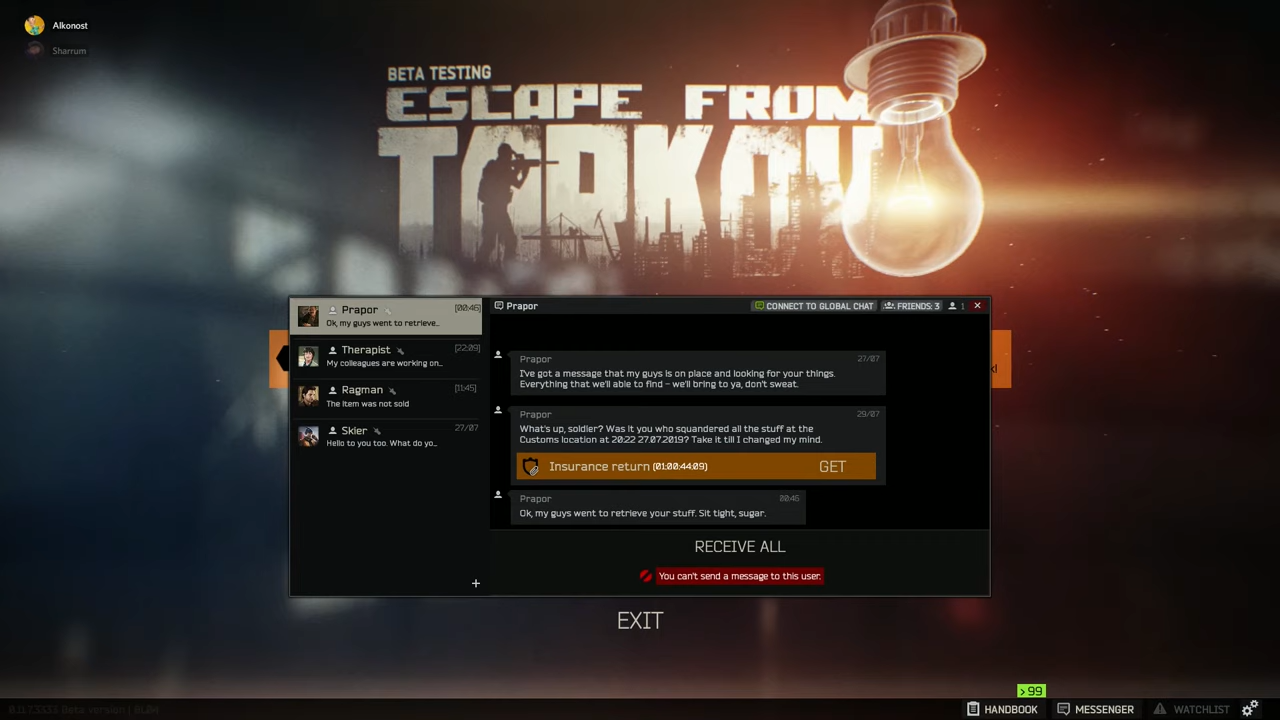 Alkonost
Sharrum
BETA TESTING
ESCAPE FROM
TARKOV
Prapor
[00:46]
Ok, my guys went to retrieve..
Therapist
[22:09]
My colleagues are working on..
Ragman
[11:45]
The item was not sold
Skier
27/07
Hello to you too. What do yo..
+
Prapor
CONNECT TO GLOBAL CHAT
FRIENDS: 3
1
Prapor
27/07
I've got a message that my guys is on place and looking for your things.
Everything that we'll able to find – we'll bring to ya, don't sweat.
Prapor
29/07
What's up, soldier? Was it you who squandered all the stuff at the
Customs location at 20:22 27.07.2019? Take it till I changed my mind.
Insurance return (01:00:44:09)
GET
Prapor
00:46
Ok, my guys went to retrieve your stuff. Sit tight, sugar.
RECEIVE ALL
You can't send a message to this user.
EXIT
>99
HANDBOOK
MESSENGER
WATCHLIST